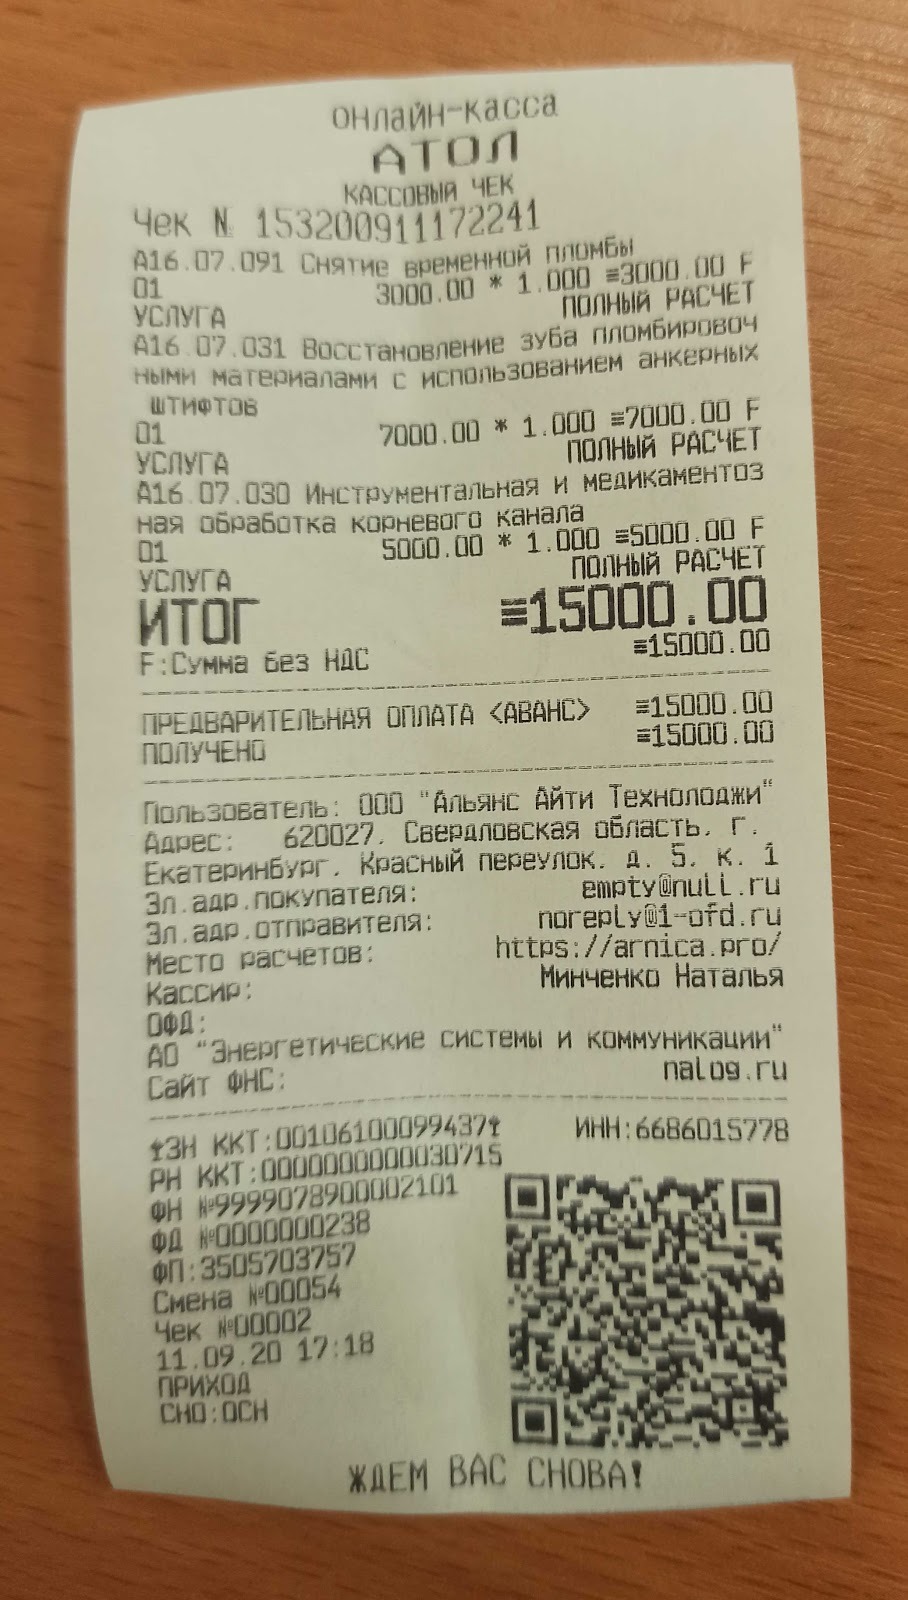 онлайн-касса
АТОЛ
КАССОВЫЙ ЧЕК
Чек № 153200911172241
A16.07.091 Снятие временной пломбы
01 3000.00 * 1.000 ≡3000.00 F
УСЛУГА ПОЛНЫЙ РАСЧЕТ
A16.07.031 Восстановление зуба пломбировоч
ными материалами с использованием анкерных
штифтов
01 7000.00 * 1.000 ≡7000.00 F
УСЛУГА ПОЛНЫЙ РАСЧЕТ
A16.07.030 Инструментальная и медикаментоз
ная обработка корневого канала
01 5000.00 * 1.000 ≡5000.00 F
УСЛУГА ПОЛНЫЙ РАСЧЕТ
ИТОГ ≡15000.00
F:Сумма без НДС ≡15000.00
ПРЕДВАРИТЕЛЬНАЯ ОПЛАТА <АВАНС> ≡15000.00
ПОЛУЧЕНО ≡15000.00
Пользователь: ООО "Альянс Айти Технолоджи"
Адрес: 620027, Свердловская область, г.
Екатеринбург, Красный переулок, д. 5, к. 1
Эл.адр.покупателя: empty@null.ru
Эл.адр.отправителя: noreply@1-ofd.ru
Место расчетов: https://arnica.pro/
Кассир: Минченко Наталья
ОФД:
АО "Энергетические системы и коммуникации"
Сайт ФНС: nalog.ru
ЗН ККТ:00106100099437 ИНН:6686015778
РН ККТ:0000000000030715
ФН №9999078900002101
ФД №0000000238
ФП:3505703757
Смена №00054
Чек №00002
11.09.20 17:18
ПРИХОД
СНО:ОСН
ЖДЕМ ВАС СНОВА!